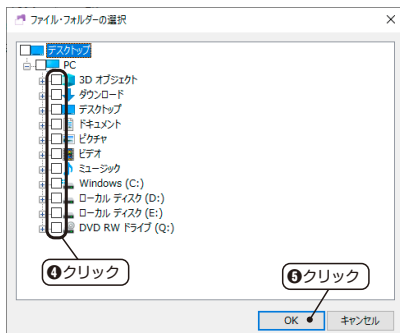 ファイル・フォルダーの選択
デスクトップ
PC
3D オブジェクト
ダウンロード
デスクトップ
ドキュメント
ピクチャ
ビデオ
ミュージック
Windows (C:)
ローカル ディスク (D:)
ローカル ディスク (E:)
DVD RW ドライブ (Q:)
❹クリック
❺クリック
OK
キャンセル